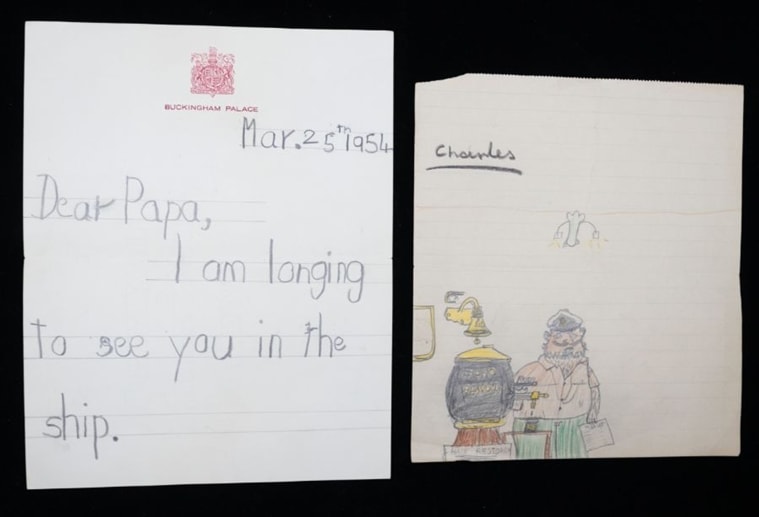 BUCKINGHAM PALACE
Mar. 25th 1954
Dear Papa,
I am longing
to see you in the
ship.
Charles